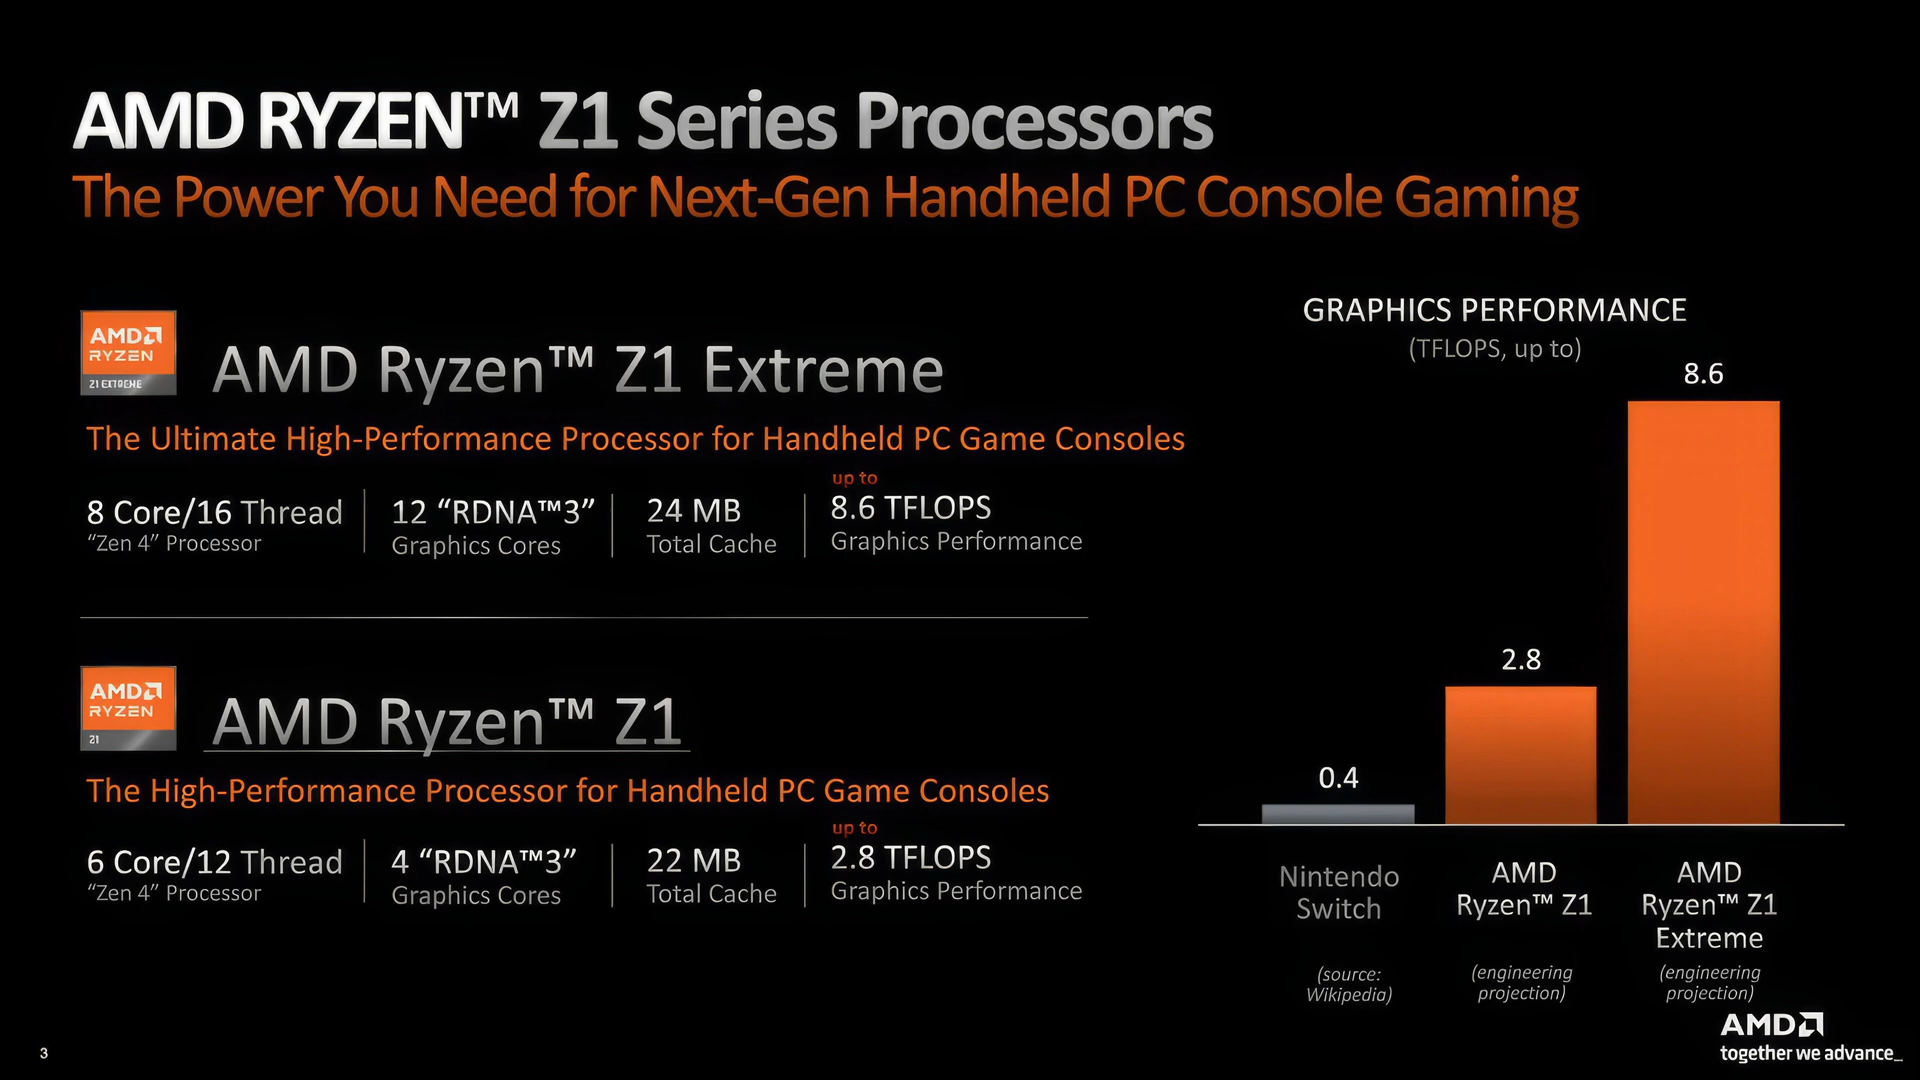 AMD RYZEN™ Z1 Series Processors
The Power You Need for Next-Gen Handheld PC Console Gaming
AMD
RYZEN
Z1 EXTREME
AMD Ryzen™ Z1 Extreme
The Ultimate High-Performance Processor for Handheld PC Game Consoles
8 Core/16 Thread
“Zen 4” Processor
12 “RDNA™3”
Graphics Cores
24 MB
Total Cache
up to
8.6 TFLOPS
Graphics Performance
AMD
RYZEN
Z1
AMD Ryzen™ Z1
The High-Performance Processor for Handheld PC Game Consoles
6 Core/12 Thread
“Zen 4” Processor
4 “RDNA™3”
Graphics Cores
22 MB
Total Cache
up to
2.8 TFLOPS
Graphics Performance
GRAPHICS PERFORMANCE
(TFLOPS, up to)
0.4
2.8
8.6
Nintendo
Switch
(source:
Wikipedia)
AMD
Ryzen™ Z1
(engineering
projection)
AMD
Ryzen™ Z1
Extreme
(engineering
projection)
3
AMD
together we advance_